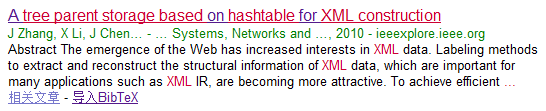 A tree parent storage based on hashtable for XML construction
J Zhang, X Li, J Chen... - ... Systems, Networks and ..., 2010 - ieeexplore.ieee.org
Abstract The emergence of the Web has increased interests in XML data. Labeling methods
to extract and reconstruct the structural information of XML data, which are important for
many applications such as XML IR, are becoming more attractive. To achieve efficient ...
相关文章 - 导入BibTeX